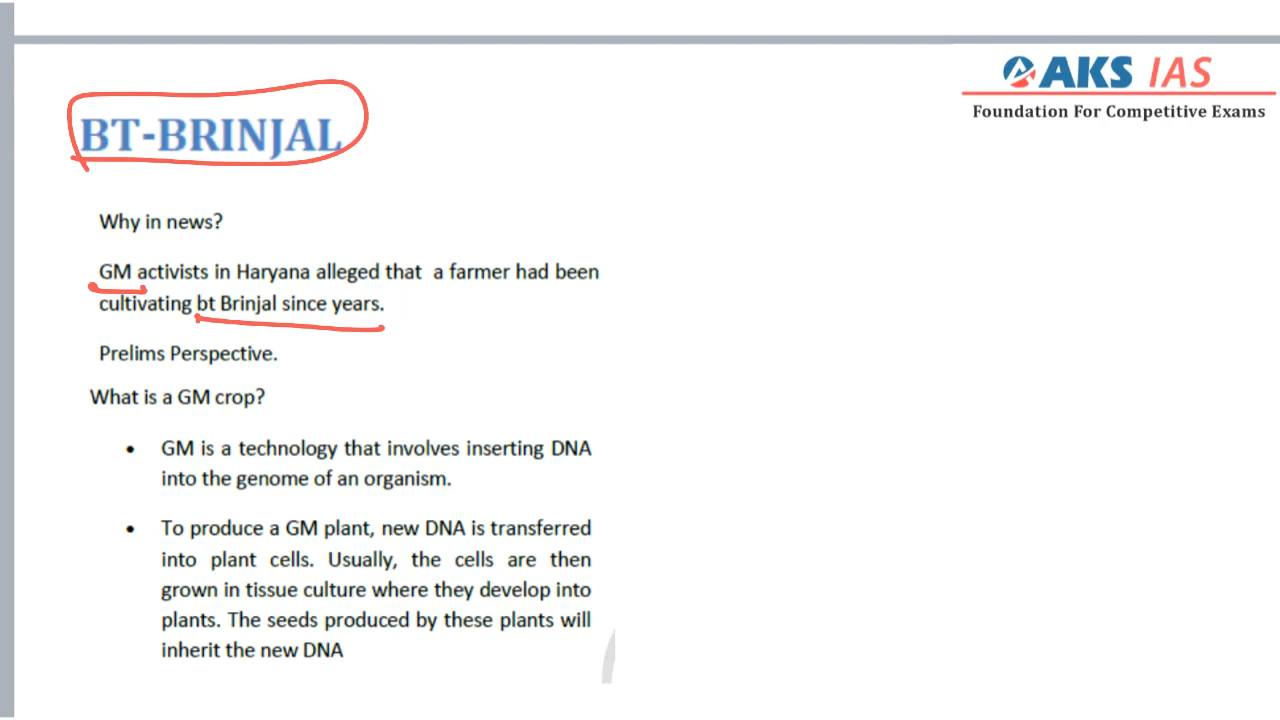 AKS IAS
Foundation For Competitive Exams
BT-BRINJAL
Why in news?
GM activists in Haryana alleged that a farmer had been
cultivating bt Brinjal since years.
Prelims Perspective.
What is a GM crop?
• GM is a technology that involves inserting DNA
into the genome of an organism.
• To produce a GM plant, new DNA is transferred
into plant cells. Usually, the cells are then
grown in tissue culture where they develop into
plants. The seeds produced by these plants will
inherit the new DNA